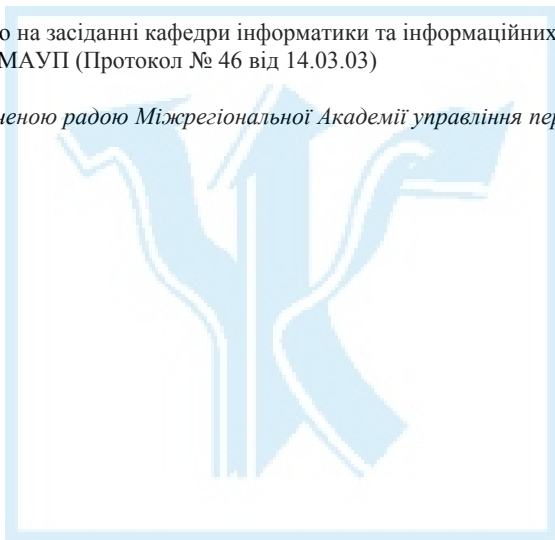 о на засіданні кафедри інформатики та інформаційних
МАУП (Протокол № 46 від 14.03.03)
ченою радою Міжрегіональної Академії управління пер